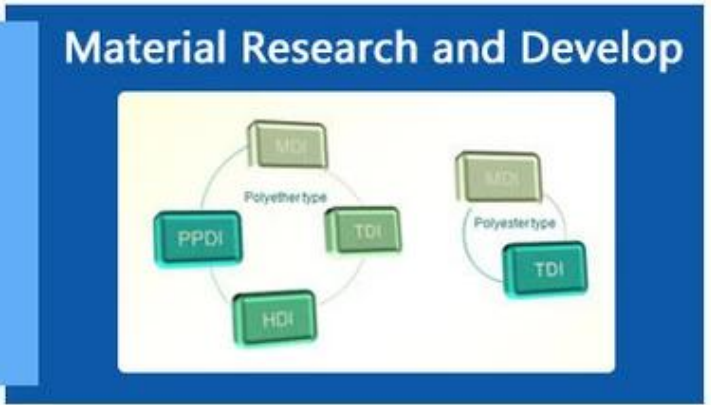 Material Research and Develop
MDI
Polyether type
PPDI
TDI
HDI
MDI
Polyester type
TDI